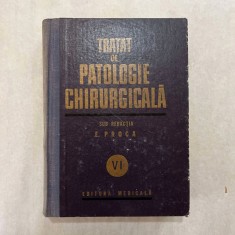 TRATAT
DE
PATOLOGIE
CHIRURGICALĂ
SUB REDACȚIA
E. PROCA
VI
EDITURA MEDICALĂ